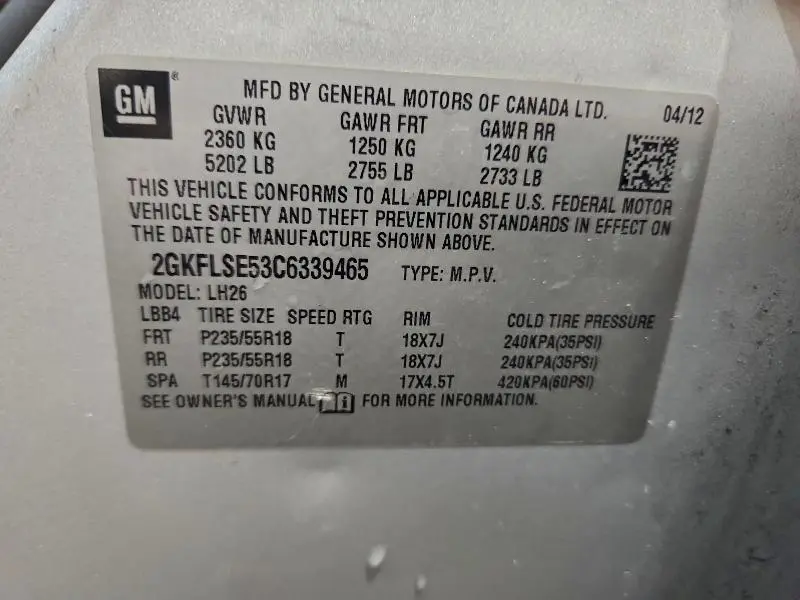 GM® MFD BY GENERAL MOTORS OF CANADA LTD. 04/12
GVWR GAWR FRT GAWR RR
2360 KG 1250 KG 1240 KG
5202 LB 2755 LB 2733 LB
THIS VEHICLE CONFORMS TO ALL APPLICABLE U.S. FEDERAL MOTOR
VEHICLE SAFETY AND THEFT PREVENTION STANDARDS IN EFFECT ON
THE DATE OF MANUFACTURE SHOWN ABOVE.
2GKFLSE53C6339465 TYPE: M.P.V.
MODEL: LH26
LBB4 TIRE SIZE SPEED RTG RIM COLD TIRE PRESSURE
FRT P235/55R18 T 18X7J 240KPA(35PSI)
RR P235/55R18 T 18X7J 240KPA(35PSI)
SPA T145/70R17 M 17X4.5T 420KPA(60PSI)
SEE OWNER'S MANUAL i FOR MORE INFORMATION.